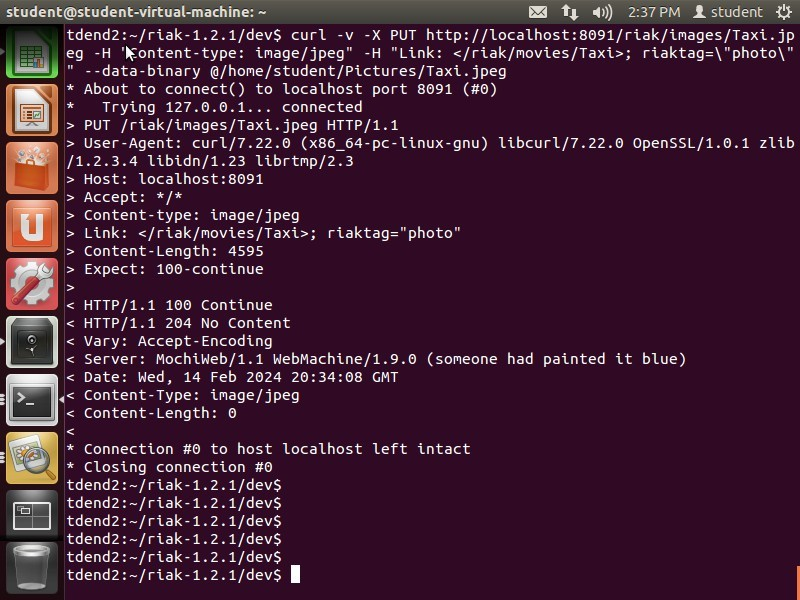 student@student-virtual-machine: ~
2:37 PM
student
tdend2:~/riak-1.2.1/dev$ curl -v -X PUT http://localhost:8091/riak/images/Taxi.jp
eg -H "Content-type: image/jpeg" -H "Link: </riak/movies/Taxi>; riaktag=\"photo\"
" --data-binary @/home/student/Pictures/Taxi.jpeg
* About to connect() to localhost port 8091 (#0)
*   Trying 127.0.0.1... connected
> PUT /riak/images/Taxi.jpeg HTTP/1.1
> User-Agent: curl/7.22.0 (x86_64-pc-linux-gnu) libcurl/7.22.0 OpenSSL/1.0.1 zlib
/1.2.3.4 libidn/1.23 librtmp/2.3
> Host: localhost:8091
> Accept: */*
> Content-type: image/jpeg
> Link: </riak/movies/Taxi>; riaktag="photo"
> Content-Length: 4595
> Expect: 100-continue
>
< HTTP/1.1 100 Continue
< HTTP/1.1 204 No Content
< Vary: Accept-Encoding
< Server: MochiWeb/1.1 WebMachine/1.9.0 (someone had painted it blue)
< Date: Wed, 14 Feb 2024 20:34:08 GMT
< Content-Type: image/jpeg
< Content-Length: 0
<
* Connection #0 to host localhost left intact
* Closing connection #0
tdend2:~/riak-1.2.1/dev$
tdend2:~/riak-1.2.1/dev$
tdend2:~/riak-1.2.1/dev$
tdend2:~/riak-1.2.1/dev$
tdend2:~/riak-1.2.1/dev$
tdend2:~/riak-1.2.1/dev$